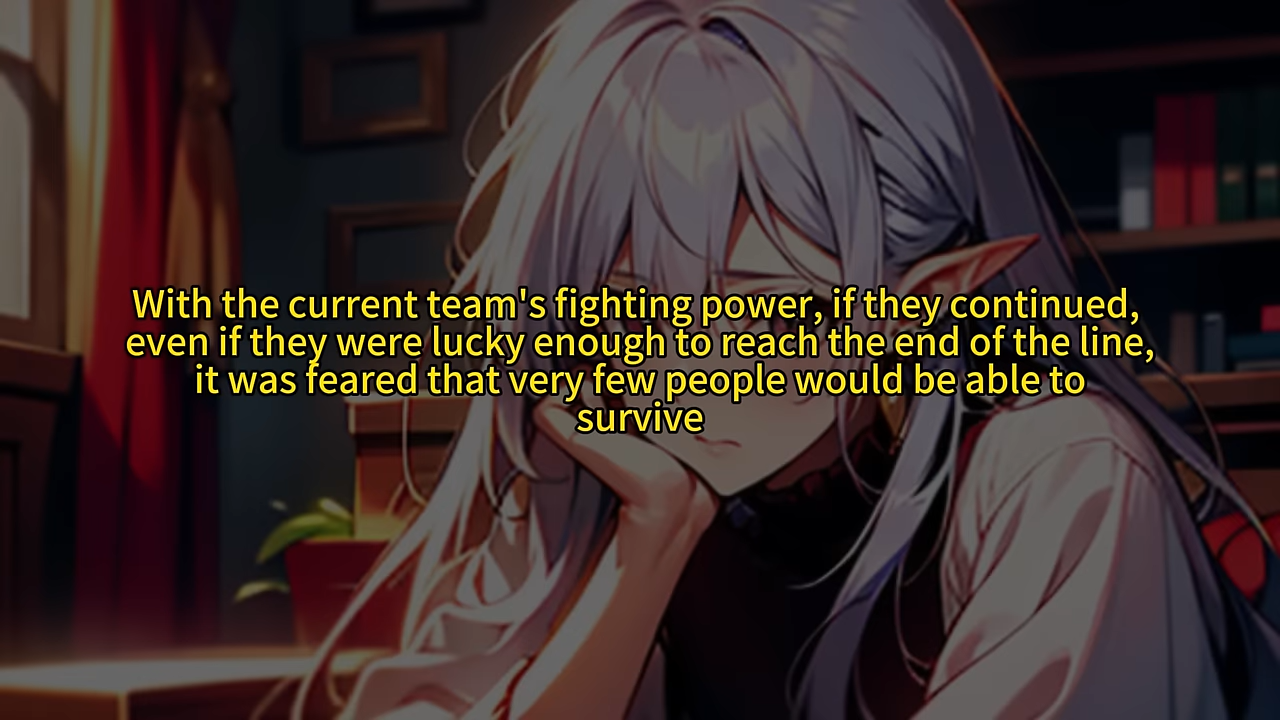 With the current team's fighting power, if they continued,
even if they were lucky enough to reach the end of the line,
it was feared that very few people would be able to
survive